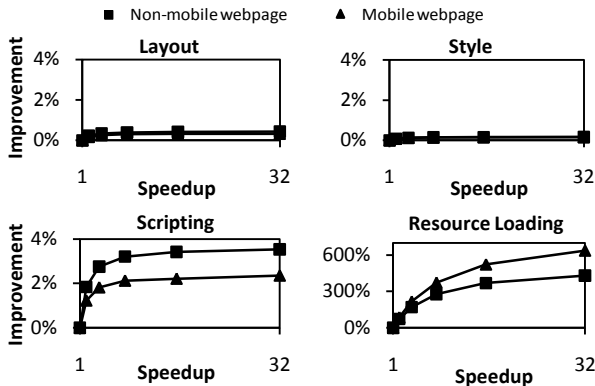 Non-mobile webpage
Mobile webpage
Layout
Improvement
4%
2%
0%
1
32
Speedup
Style
4%
2%
0%
1
32
Speedup
Scripting
Improvement
4%
2%
0%
1
32
Speedup
Resource Loading
600%
300%
0%
1
32
Speedup